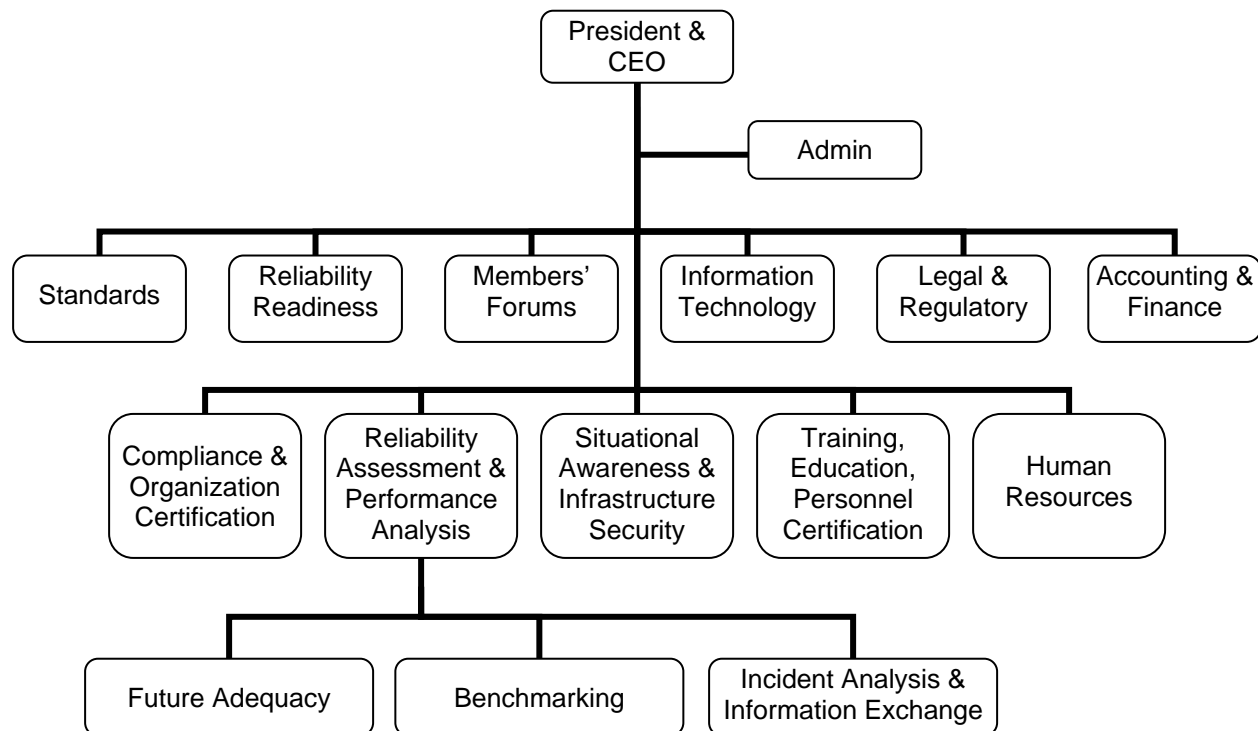 President &
CEO
Admin
Standards
Reliability
Readiness
Members’
Forums
Information
Technology
Legal &
Regulatory
Accounting &
Finance
Compliance &
Organization
Certification
Reliability
Assessment &
Performance
Analysis
Situational
Awareness &
Infrastructure
Security
Training,
Education,
Personnel
Certification
Human
Resources
Future Adequacy
Benchmarking
Incident Analysis &
Information Exchange